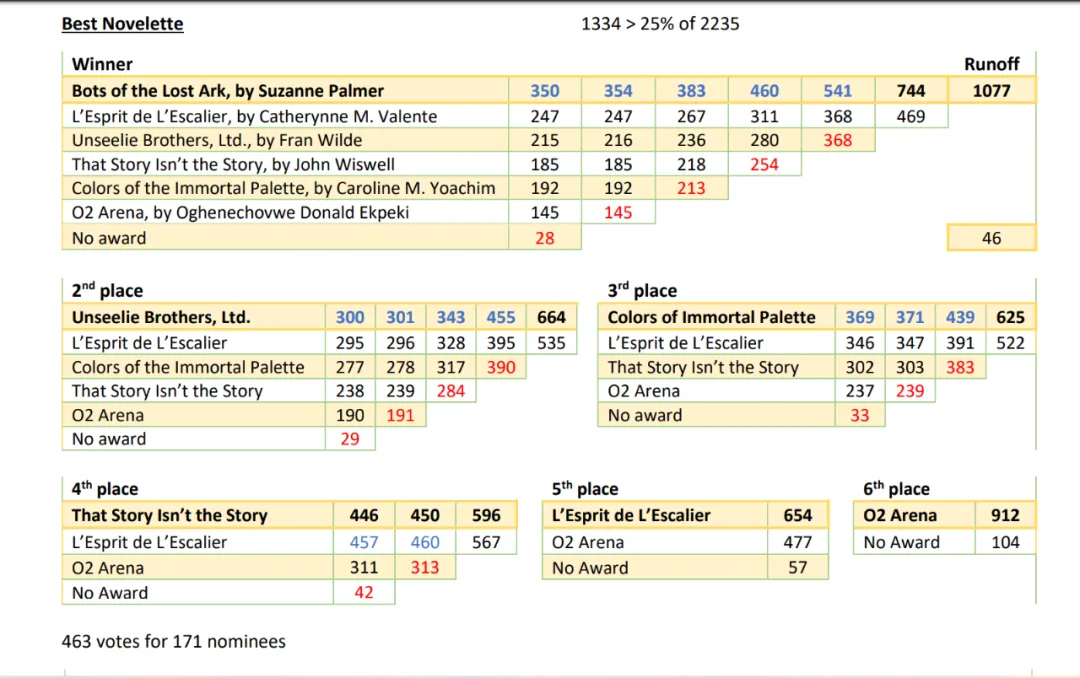 Best Novelette 1334 > 25% of 2235
Winner Runoff
Bots of the Lost Ark, by Suzanne Palmer 350 354 383 460 541 744 1077
L’Esprit de L’Escalier, by Catherynne M. Valente 247 247 267 311 368 469
Unseelie Brothers, Ltd., by Fran Wilde 215 216 236 280 368
That Story Isn’t the Story, by John Wiswell 185 185 218 254
Colors of the Immortal Palette, by Caroline M. Yoachim 192 192 213
O2 Arena, by Oghenechovwe Donald Ekpeki 145 145
No award 28 46
2nd place
Unseelie Brothers, Ltd. 300 301 343 455 664
L’Esprit de L’Escalier 295 296 328 395 535
Colors of the Immortal Palette 277 278 317 390
That Story Isn’t the Story 238 239 284
O2 Arena 190 191
No award 29
3rd place
Colors of Immortal Palette 369 371 439 625
L’Esprit de L’Escalier 346 347 391 522
That Story Isn’t the Story 302 303 383
O2 Arena 237 239
No award 33
4th place
That Story Isn’t the Story 446 450 596
L’Esprit de L’Escalier 457 460 567
O2 Arena 311 313
No Award 42
5th place
L’Esprit de L’Escalier 654
O2 Arena 477
No Award 57
6th place
O2 Arena 912
No Award 104
463 votes for 171 nominees